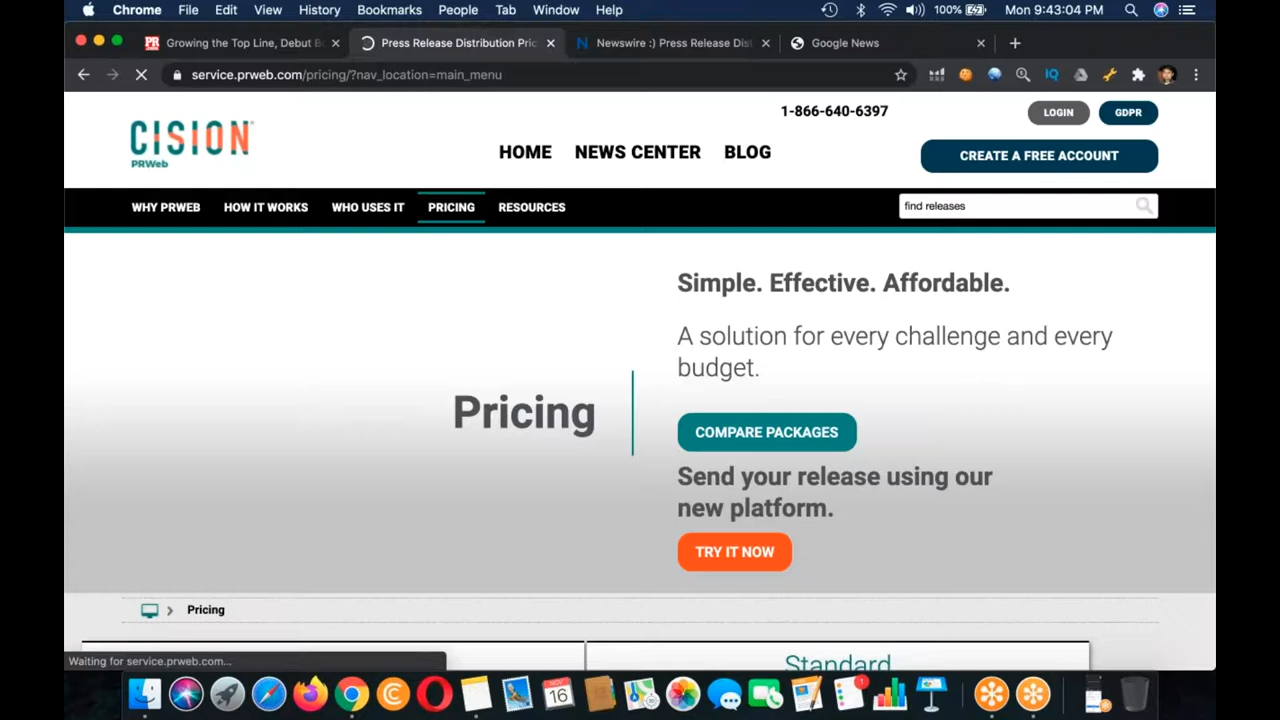 Chrome File Edit View History Bookmarks People Tab Window Help 100% Mon 9:43:04 PM
Growing the Top Line, Debut B Press Release Distribution Pric Newswire :) Press Release Dist Google News
service.prweb.com/pricing/?nav_location=main_menu
1-866-640-6397 LOGIN GDPR
CISION
PRWeb
HOME NEWS CENTER BLOG
CREATE A FREE ACCOUNT
WHY PRWEB HOW IT WORKS WHO USES IT PRICING RESOURCES find releases
Simple. Effective. Affordable.
A solution for every challenge and every
budget.
Pricing
COMPARE PACKAGES
Send your release using our
new platform.
TRY IT NOW
Pricing
Standard
Waiting for service.prweb.com...
NOV
16
1